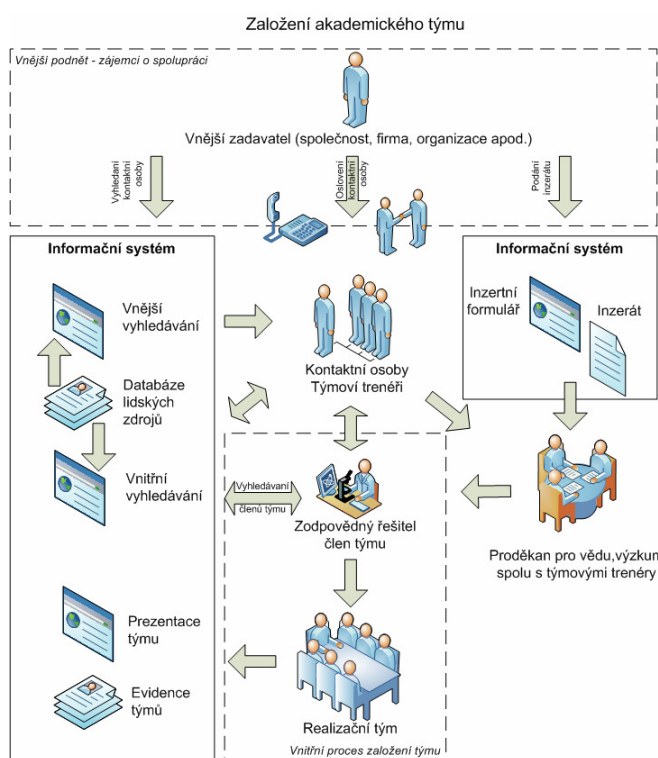 Založení akademického týmu
Vnější podnět - zájemci o spolupráci
Vnější zadavatel (společnost, firma, organizace apod.)
Vyhledaní
kontaktní
osoby
Oslovení
kontaktní
osoby
Podání
inzerátu
Informační systém
Vnější
vyhledávání
Databáze
lidských
zdrojů
Vnitřní
vyhledávání
Prezentace
týmu
Evidence
týmů
Kontaktní osoby
Týmoví trenéři
Informační systém
Inzertní
formulář
Inzerát
Vyhledávaní
členů týmu
Zodpovědný řešitel
člen týmu
Proděkan pro vědu,výzkum
spolu s týmovými trenéry
Realizační tým
Vnitřní proces založení týmu